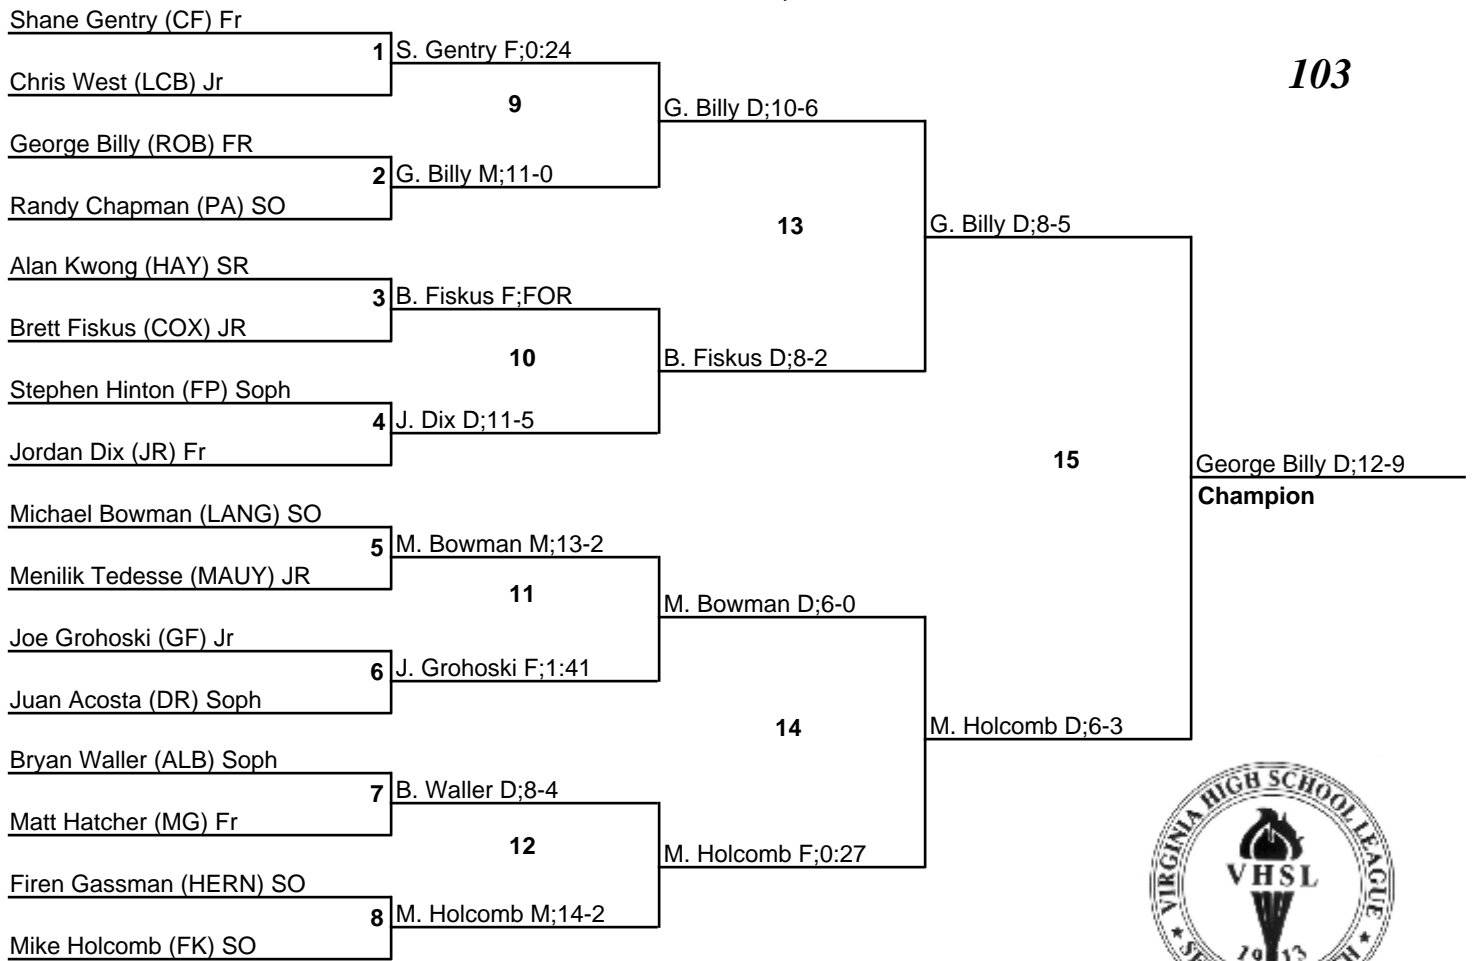 Shane Gentry (CF) Fr
1 S. Gentry F;0:24
103
Chris West (LCB) Jr
9
G. Billy D;10-6
George Billy (ROB) FR
2 G. Billy M;11-0
Randy Chapman (PA) SO
13
G. Billy D;8-5
Alan Kwong (HAY) SR
3 B. Fiskus F;FOR
Brett Fiskus (COX) JR
10
B. Fiskus D;8-2
Stephen Hinton (FP) Soph
4 J. Dix D;11-5
Jordan Dix (JR) Fr
15
George Billy D;12-9
Champion
Michael Bowman (LANG) SO
5 M. Bowman M;13-2
Menilik Tedesse (MAUY) JR
11
M. Bowman D;6-0
Joe Grohoski (GF) Jr
6 J. Grohoski F;1:41
Juan Acosta (DR) Soph
14
M. Holcomb D;6-3
Bryan Waller (ALB) Soph
7 B. Waller D;8-4
Matt Hatcher (MG) Fr
12
M. Holcomb F;0:27
Firen Gassman (HERN) SO
8 M. Holcomb M;14-2
Mike Holcomb (FK) SO
VIRGINIA HIGH SCHOOL LEAGUE
VHSL
1913